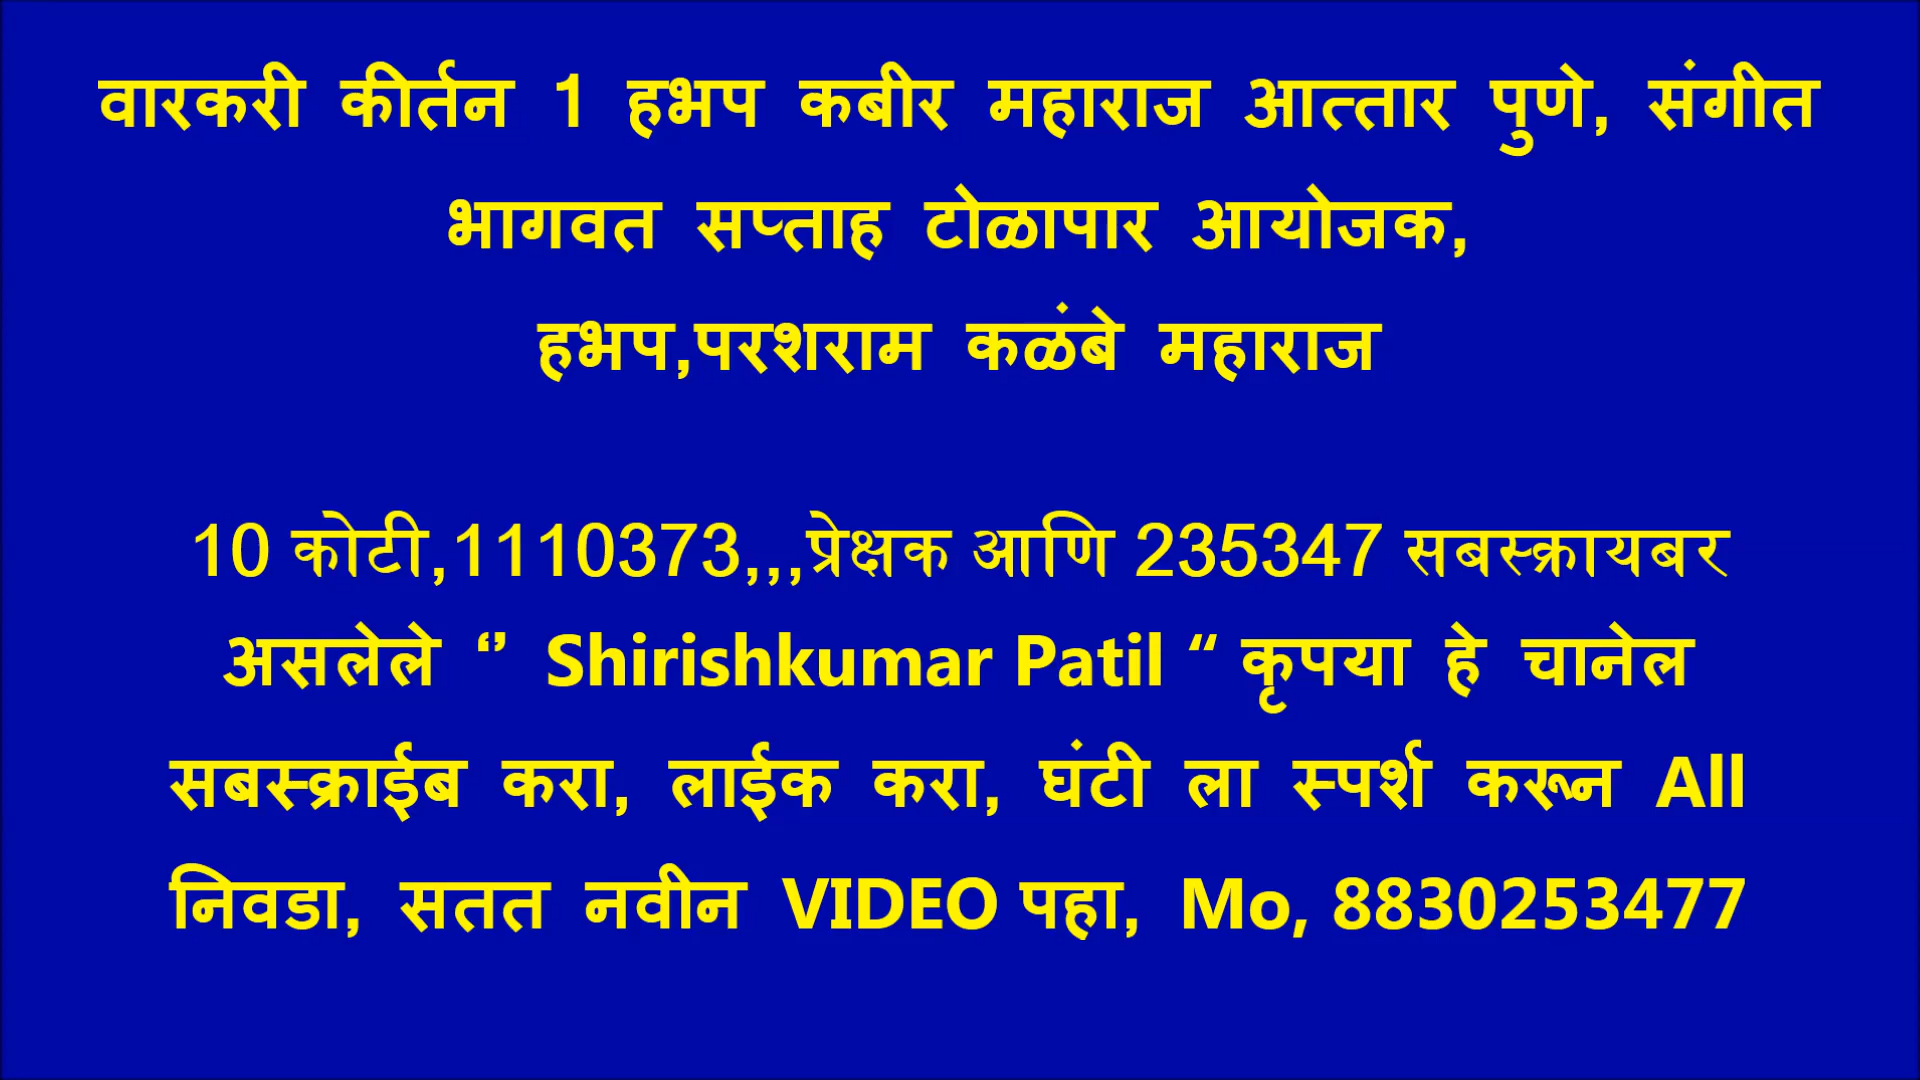 वारकरी कीर्तन 1 हभप कबीर महाराज आत्तार पुणे, संगीत
भागवत सप्ताह टोळापार आयोजक,
हभप,परशराम कळंबे महाराज
10 कोटी,1110373,,,प्रेक्षक आणि 235347 सबस्क्रायबर
असलेले ‘’ Shirishkumar Patil “ कृपया हे चानेल
सबस्क्राईब करा, लाईक करा, घंटी ला स्पर्श करून All
निवडा, सतत नवीन VIDEO पहा, Mo, 8830253477